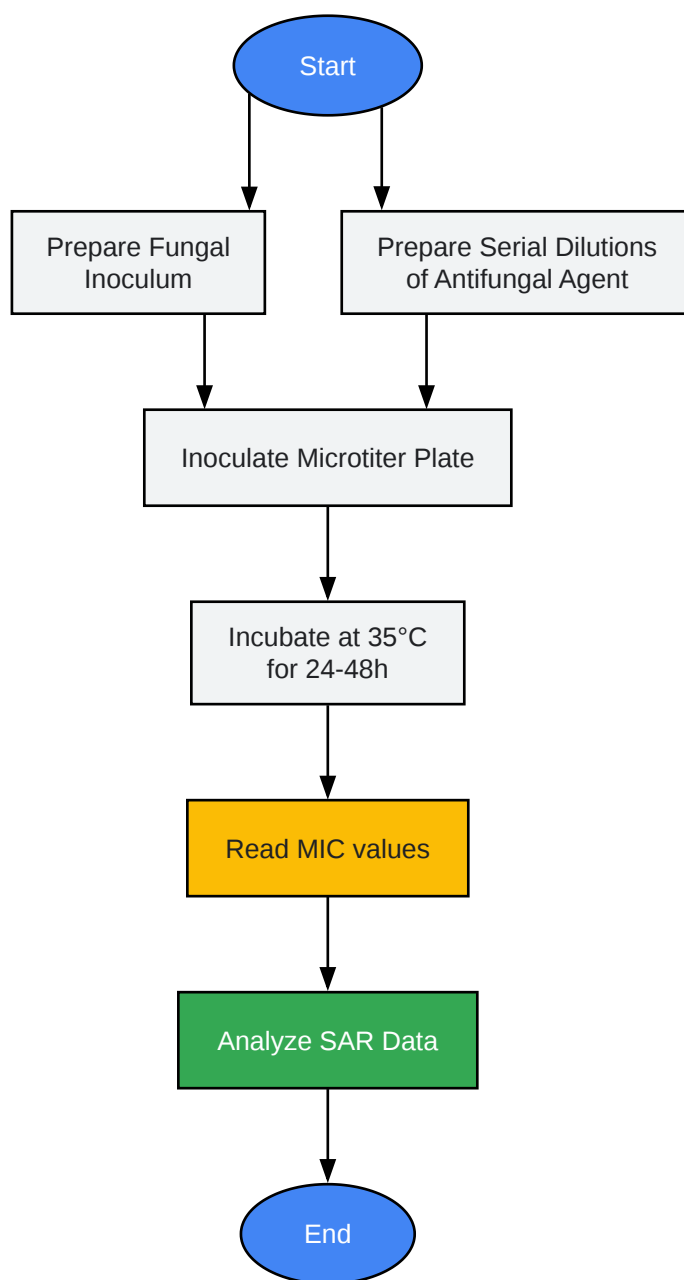 Start
Prepare Fungal
Inoculum
Prepare Serial Dilutions
of Antifungal Agent
Inoculate Microtiter Plate
Incubate at 35°C
for 24-48h
Read MIC values
Analyze SAR Data
End